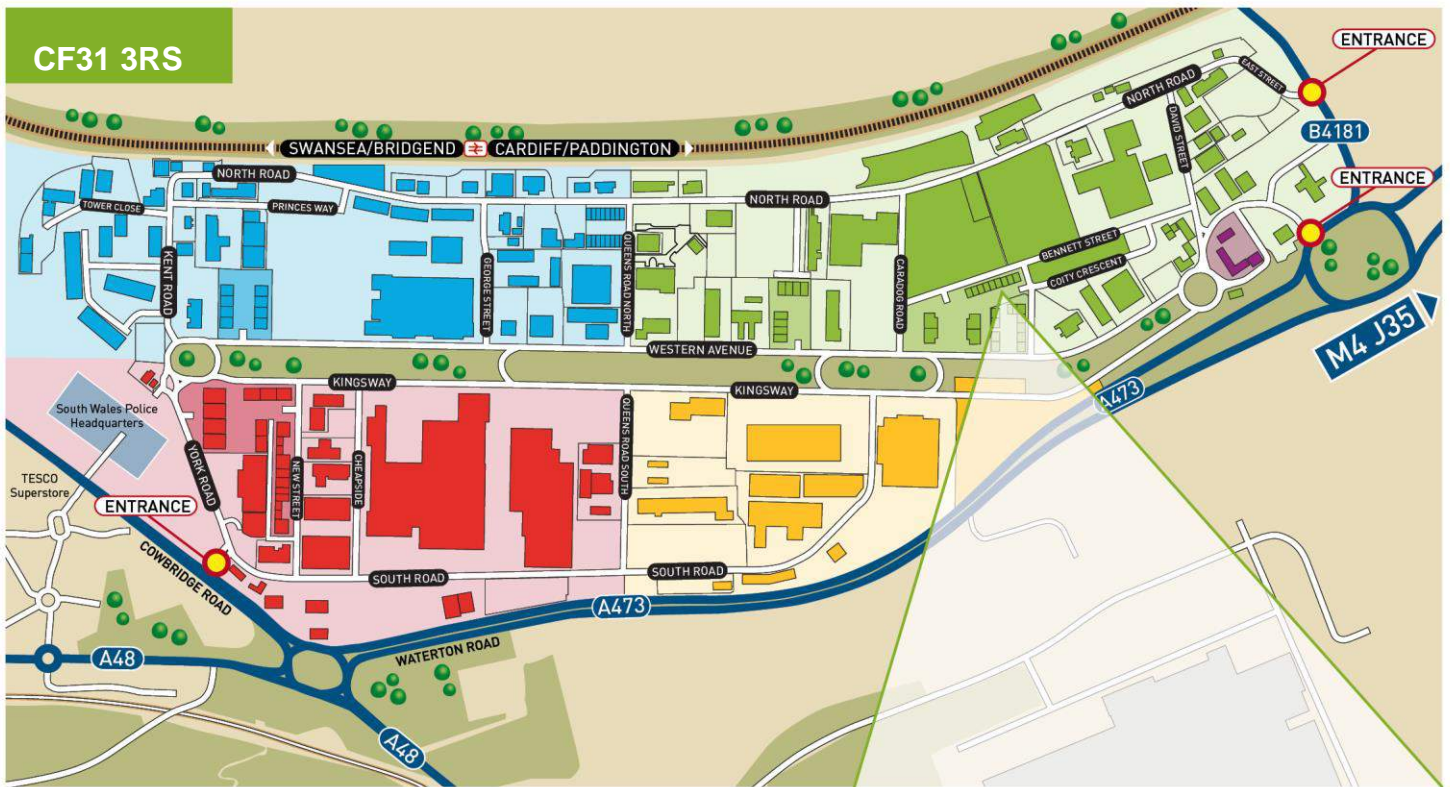 CF31 3RS
ENTRANCE
EAST STREET
NORTH ROAD
B4181
DAVID STREET
SWANSEA/BRIDGEND
CARDIFF/PADDINGTON
NORTH ROAD
ENTRANCE
TOWER CLOSE
PRINCES WAY
NORTH ROAD
KENT ROAD
GEORGE STREET
QUEENS ROAD NORTH
CARADOG ROAD
BENNETT STREET
COITY CRESCENT
M4 J35
WESTERN AVENUE
KINGSWAY
KINGSWAY
A473
South Wales Police
Headquarters
YORK ROAD
NEW STREET
CHEAPSIDE
QUEENS ROAD SOUTH
TESCO
Superstore
ENTRANCE
COWBRIDGE ROAD
SOUTH ROAD
SOUTH ROAD
A473
WATERTON ROAD
A48
A48